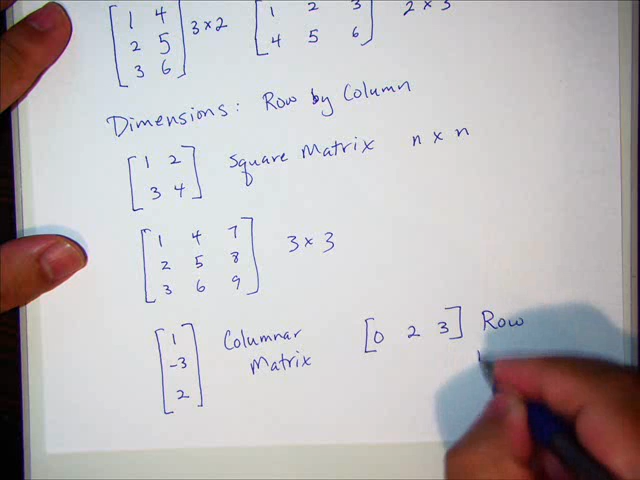 1 4
2 5
3 6
3 × 2
1 2 3
4 5 6
2 × 3
Dimensions: Row by Column
1 2
3 4
Square Matrix n × n
1 4 7
2 5 8
3 6 9
3 × 3
1
-3
2
Columnar
Matrix
[0 2 3] Row